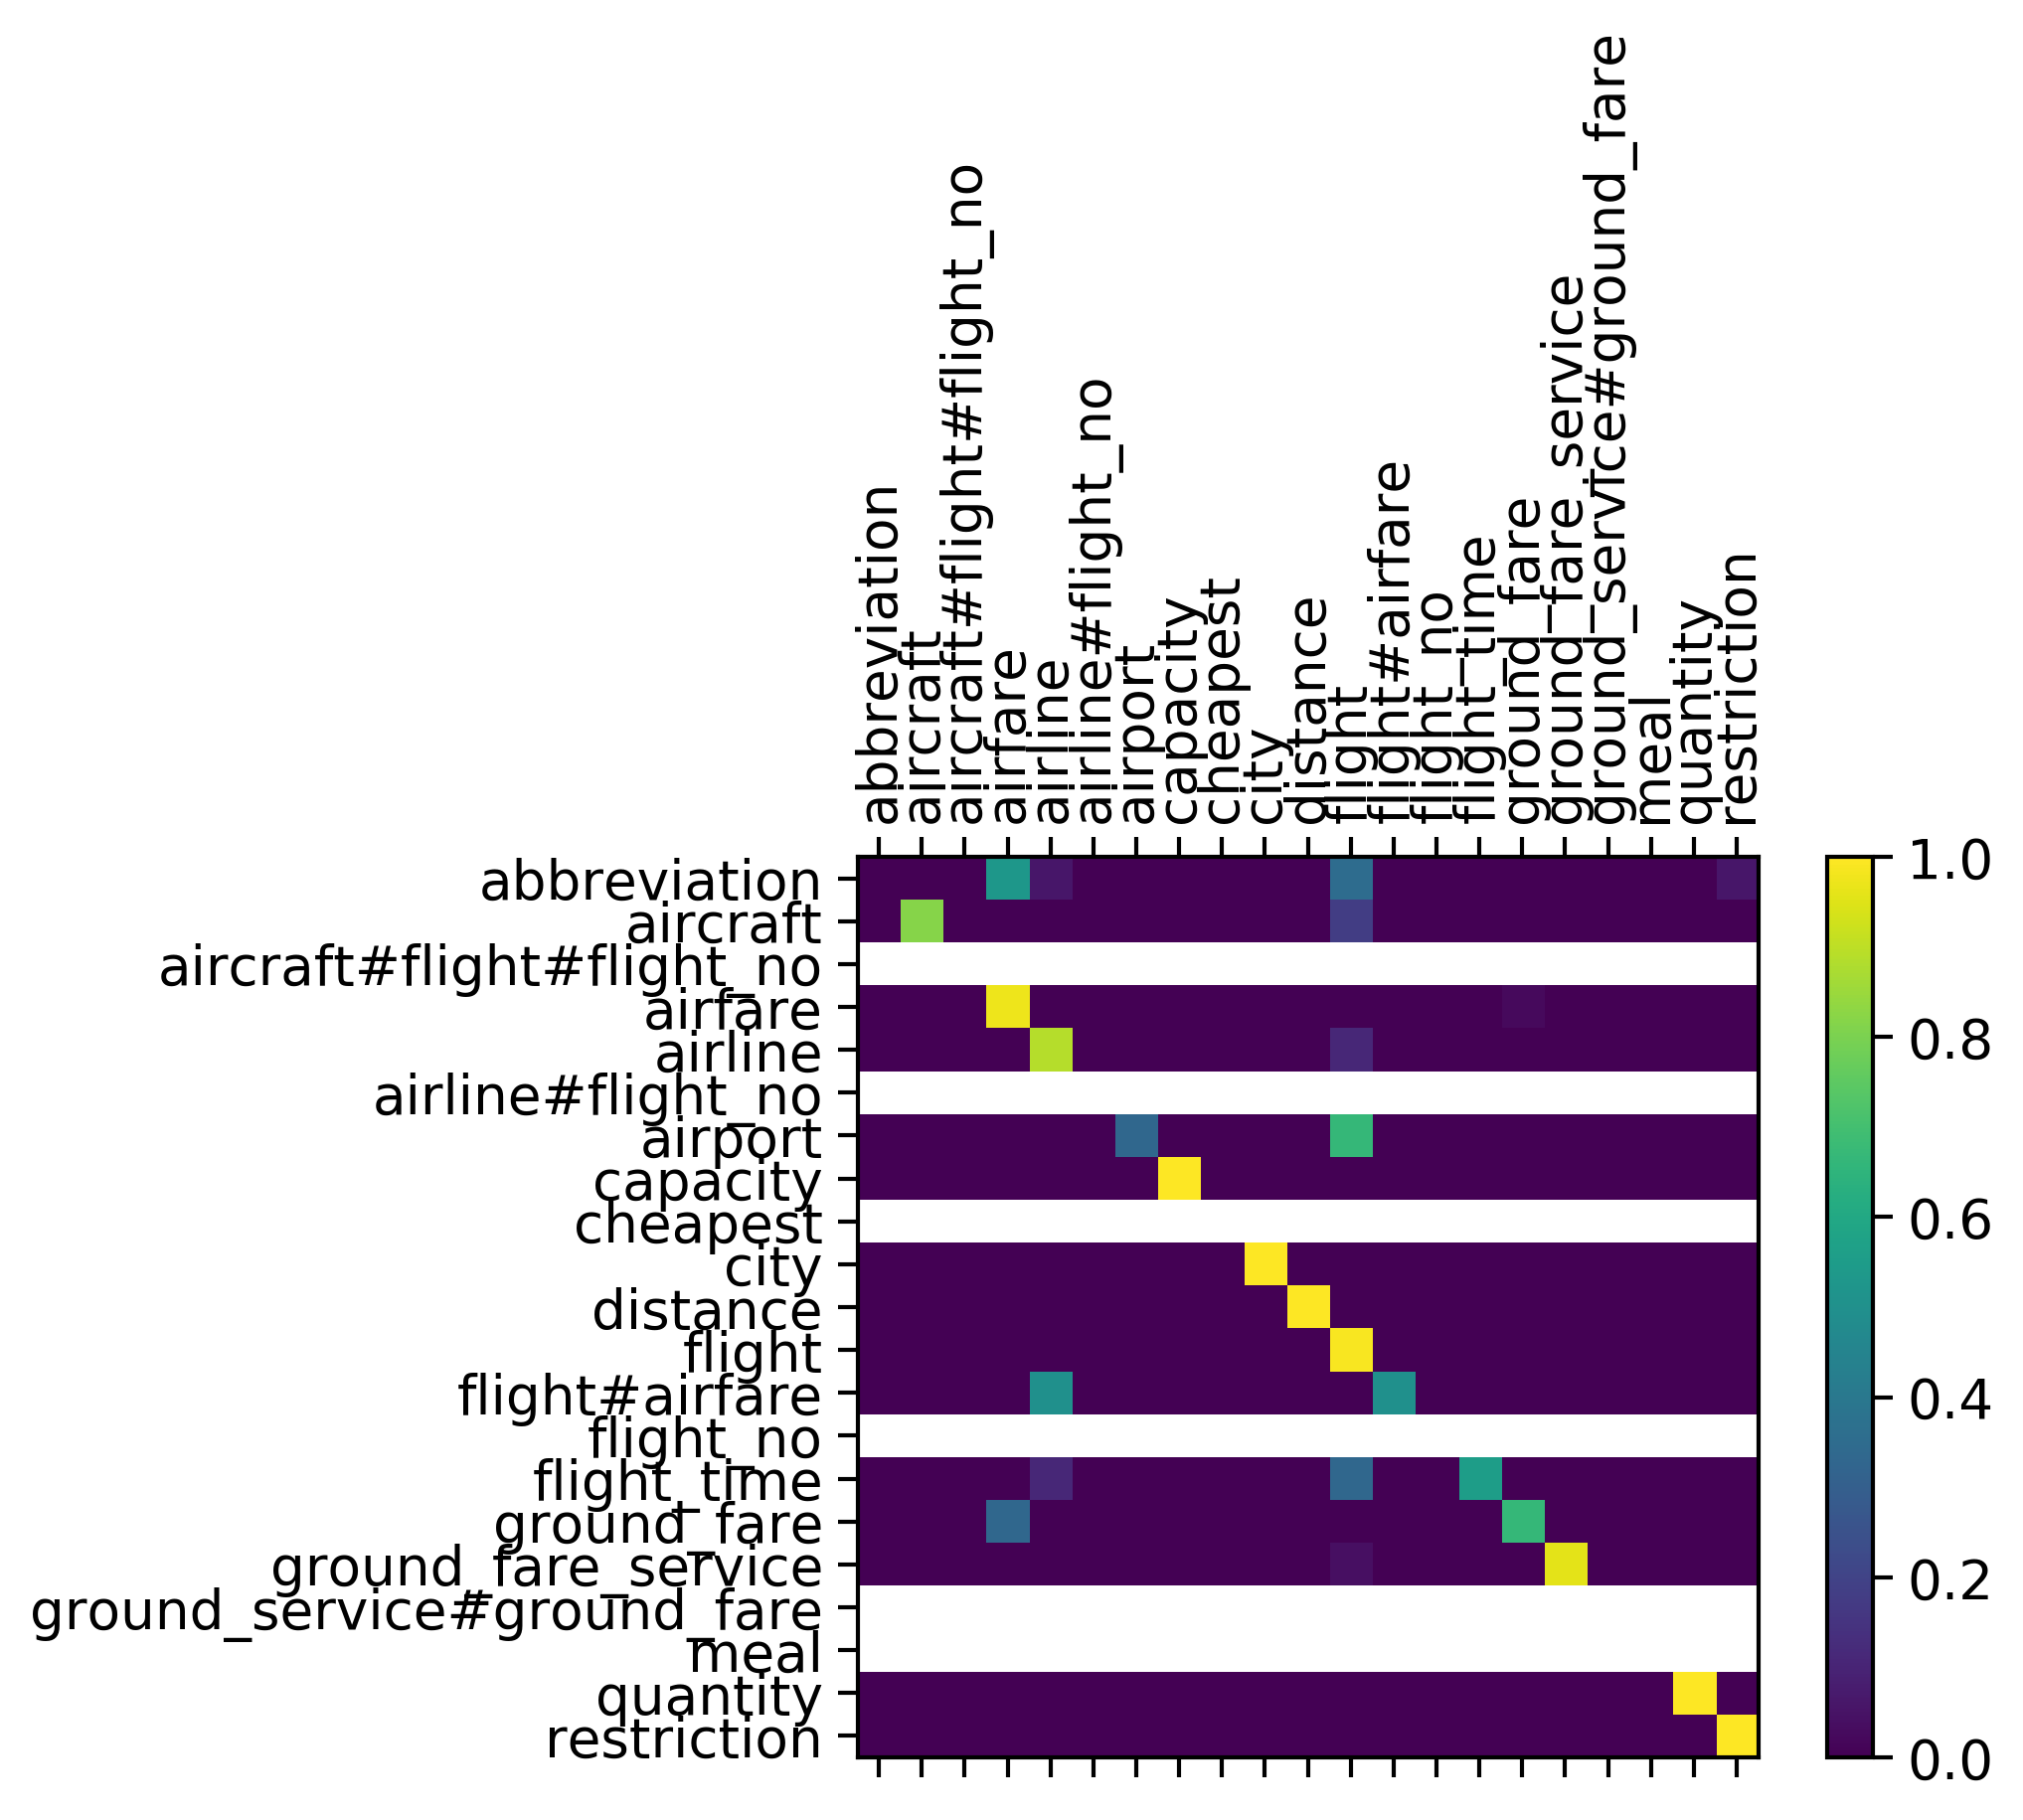 abbreviation
aircraft
aircraft#flight#flight_no
airfare
airline
airline#flight_no
airport
capacity
cheapest
city
distance
flight
flight#airfare
flight_no
flight_time
ground_fare
ground_fare_service
ground_service#ground_fare
meal
quantity
restriction
abbreviation
aircraft
aircraft#flight#flight_no
airfare
airline
airline#flight_no
airport
capacity
cheapest
city
distance
flight
flight#airfare
flight_no
flight_time
ground_fare
ground_fare_service
ground_service#ground_fare
meal
quantity
restriction
1.0
0.8
0.6
0.4
0.2
0.0